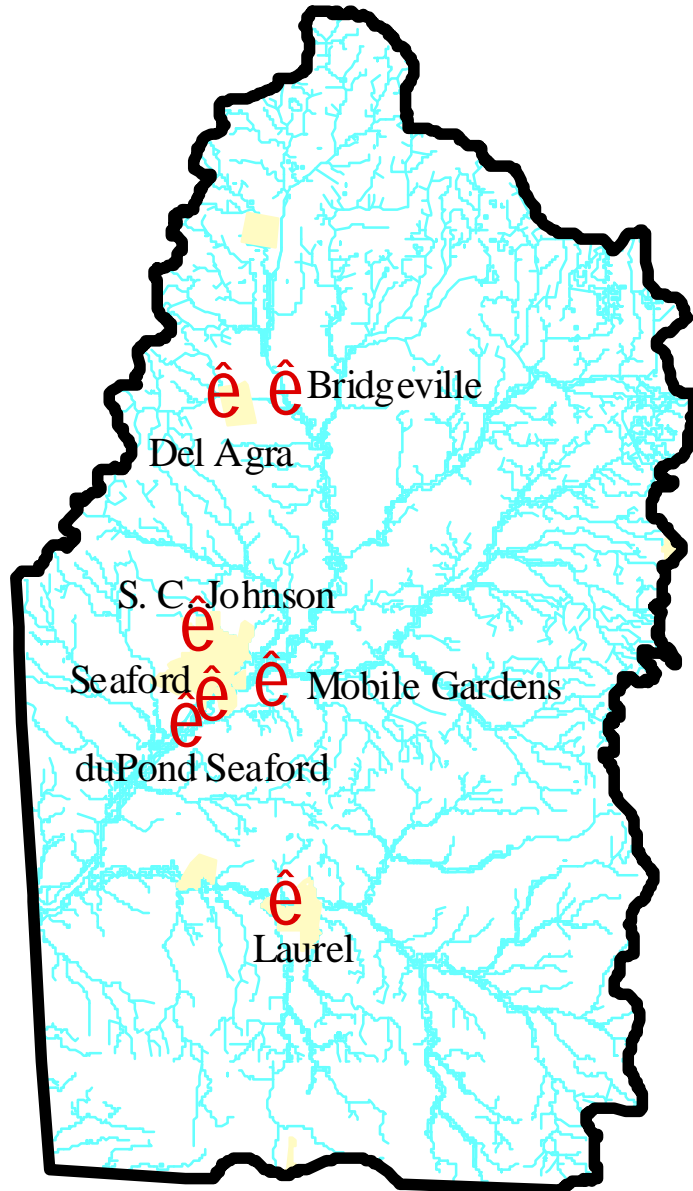 ê ê Bridgeville
Del Agra
S. C. Johnson
ê
Seaford ê ê Mobile Gardens
ê
duPond Seaford
ê
Laurel